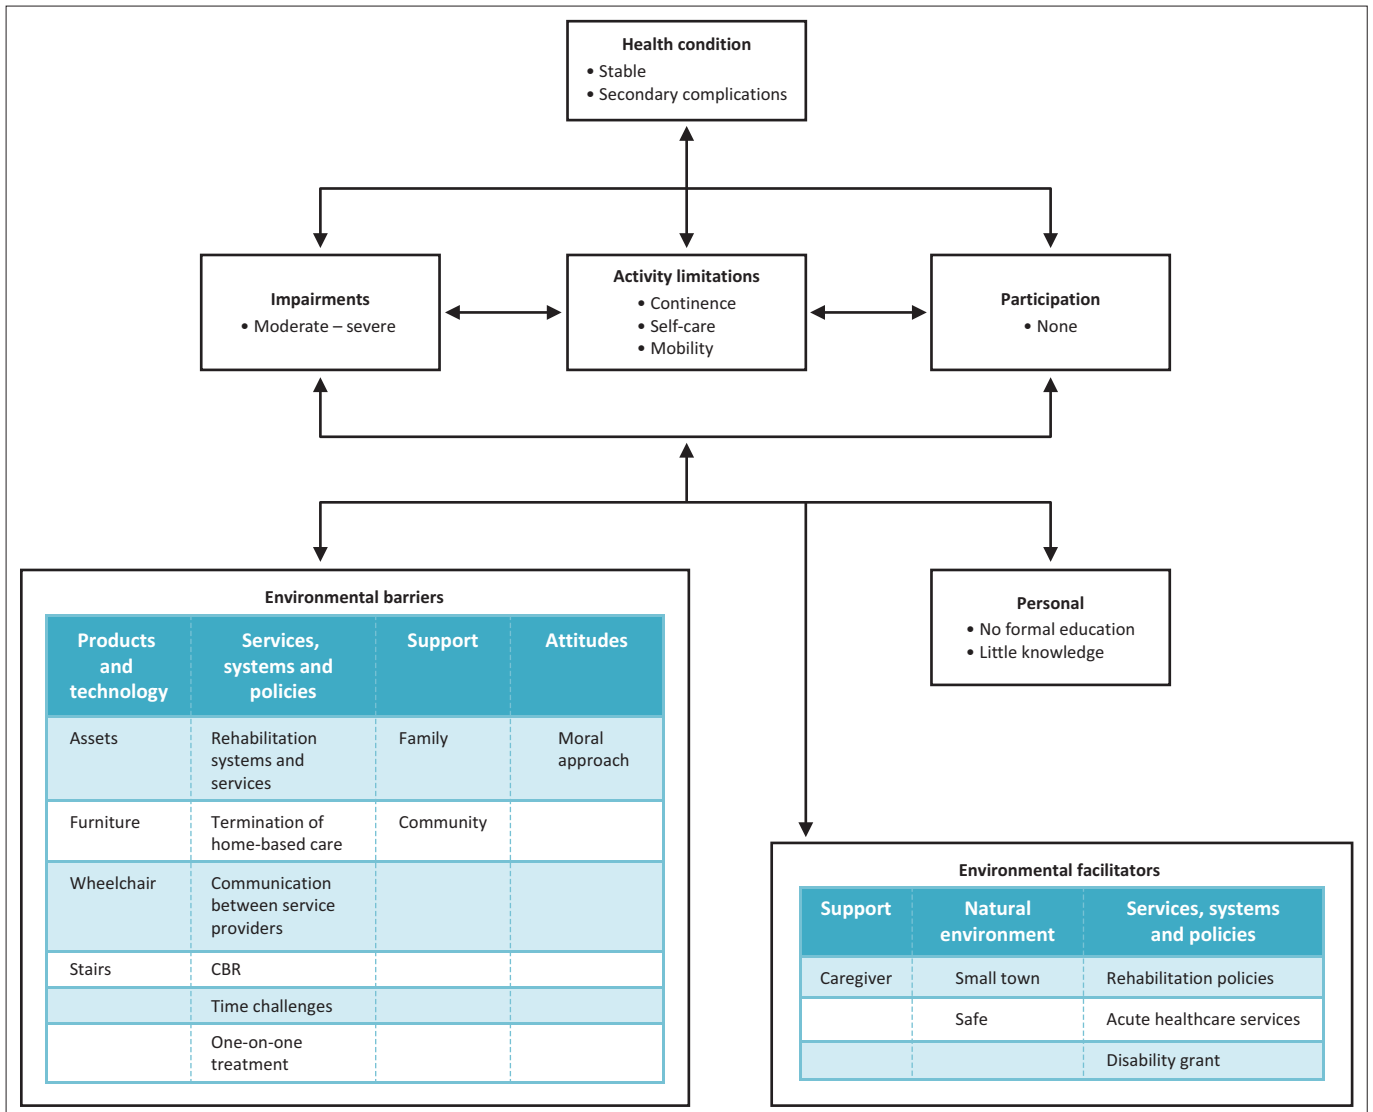 Health condition
• Stable
• Secondary complications
Impairments
• Moderate – severe
Activity limitations
• Continence
• Self-care
• Mobility
Participation
• None
Environmental barriers
Products
and
technology
Services,
systems and
policies
Support
Attitudes
Assets
Rehabilitation
systems and
services
Family
Moral
approach
Furniture
Termination of
home-based care
Community
Wheelchair
Communication
between service
providers
Stairs
CBR
Time challenges
One-on-one
treatment
Personal
• No formal education
• Little knowledge
Environmental facilitators
Support
Natural
environment
Services, systems
and policies
Caregiver
Small town
Rehabilitation policies
Safe
Acute healthcare services
Disability grant